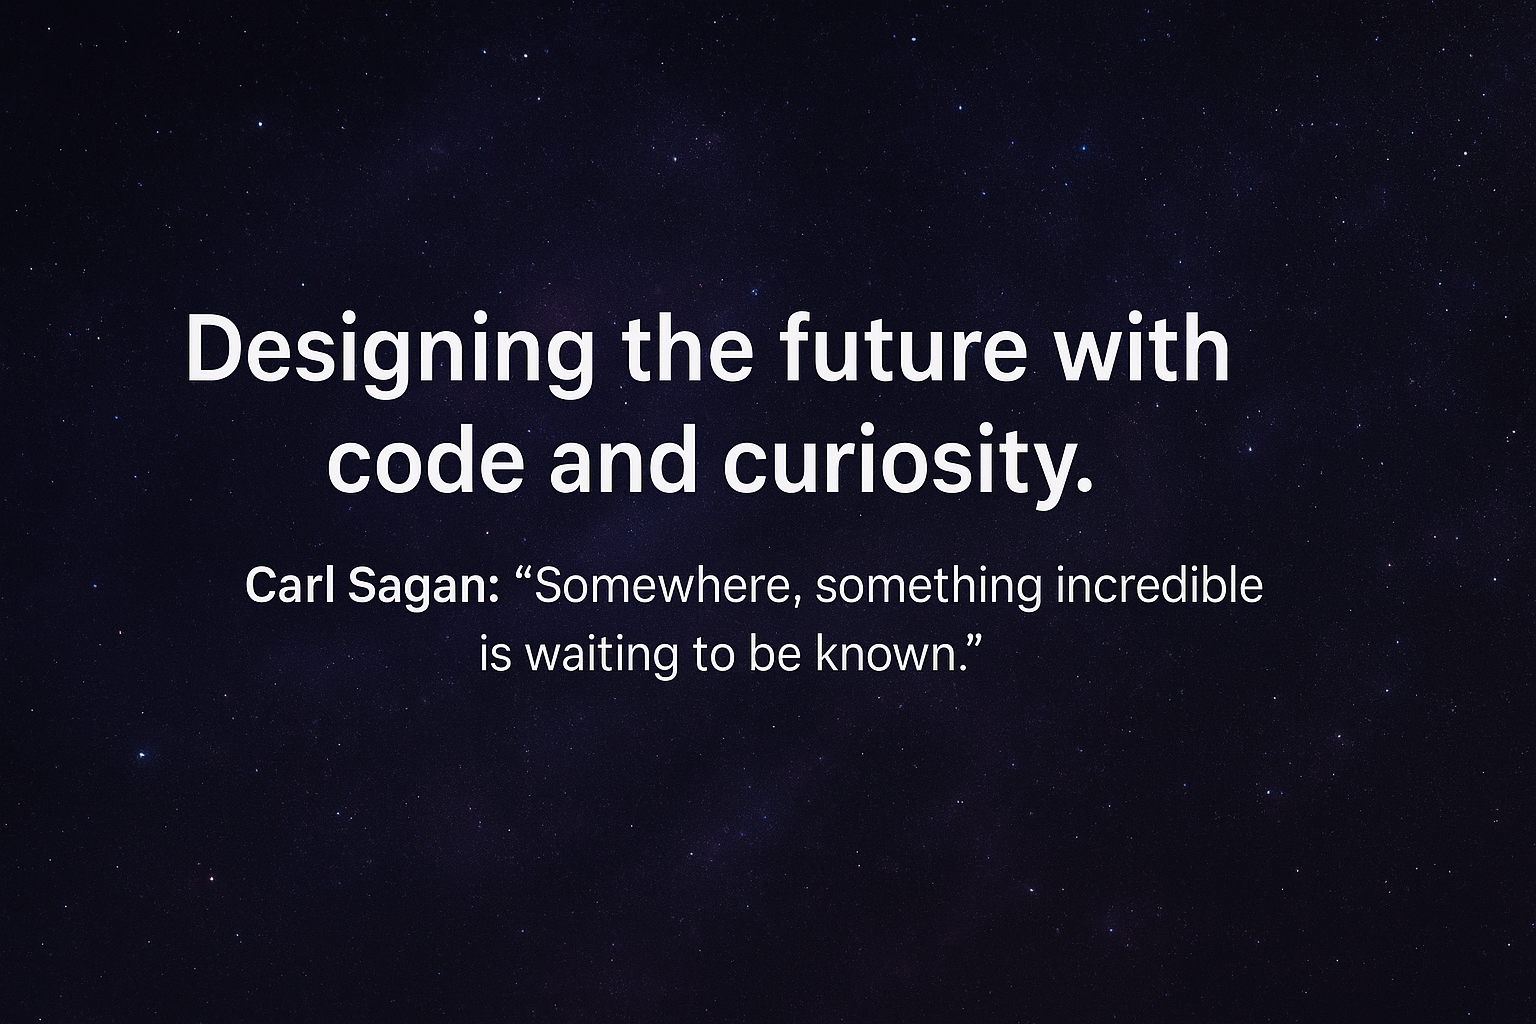 Designing the future with
code and curiosity.
Carl Sagan: “Somewhere, something incredible
is waiting to be known.”